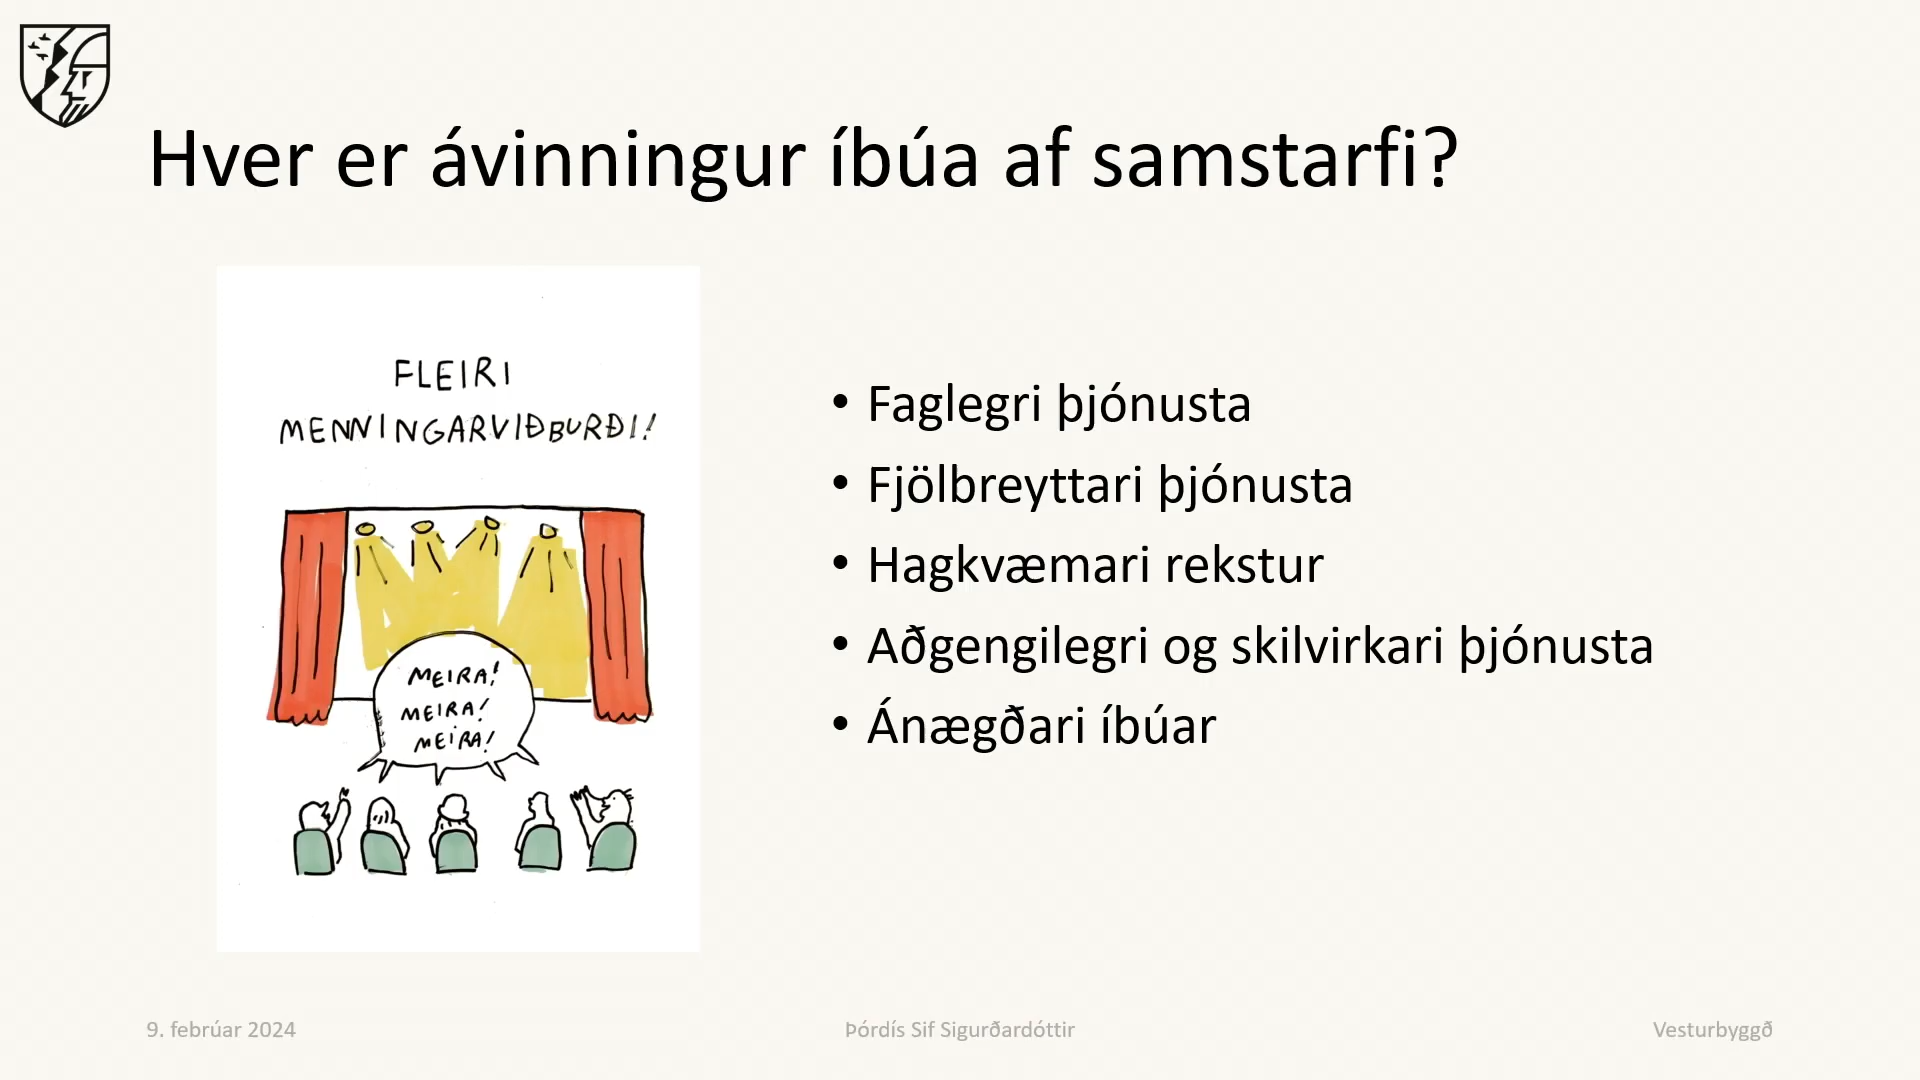 Hver er ávinningur íbúa af samstarfi?
FLEIRI
MENNINGARVIÐBURÐI!
MEIRA!
MEIRA!
MEIRA!
• Faglegri þjónusta
• Fjölbreyttari þjónusta
• Hagkvæmari rekstur
• Aðgengilegri og skilvirkari þjónusta
• Ánægðari íbúar
9. febrúar 2024
Þórdís Sif Sigurðardóttir
Vesturbyggð